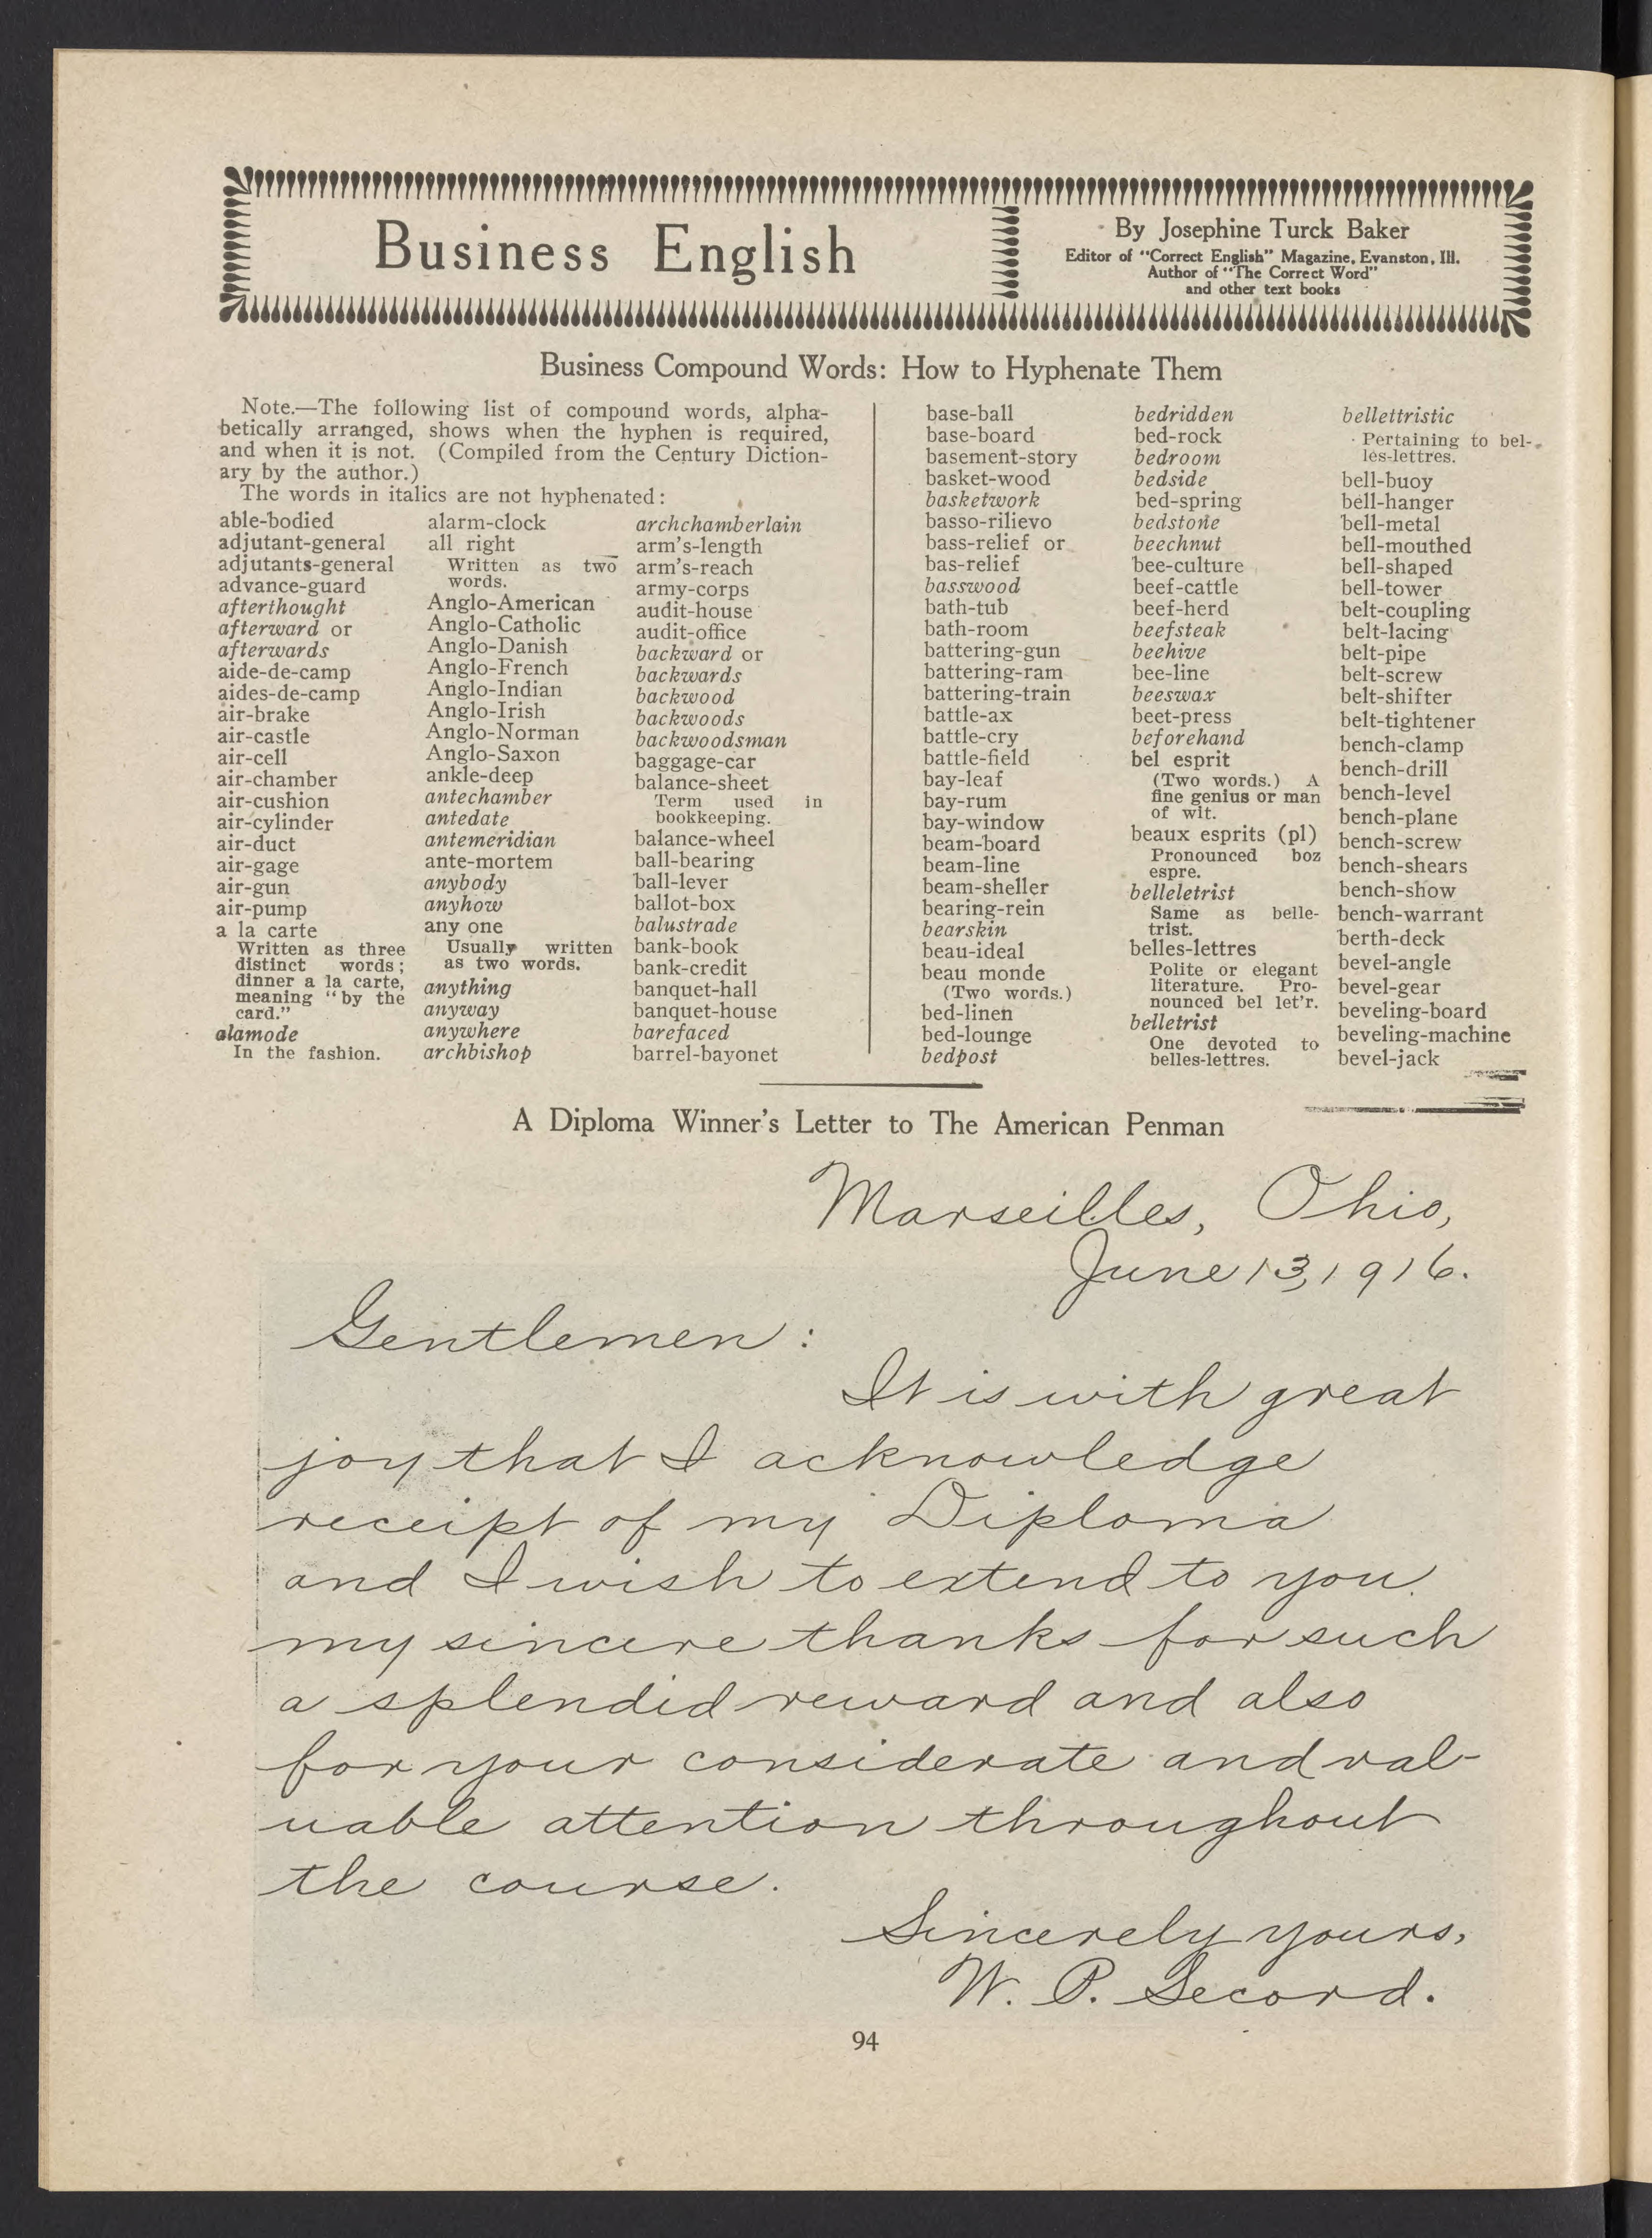 Business English
By Josephine Turck Baker
Editor of "Correct English" Magazine, Evanston, Ill.
Author of "The Correct Word"
and other text books
Business Compound Words: How to Hyphenate Them
Note.—The following list of compound words, alpha-
betically arranged, shows when the hyphen is required,
and when it is not. (Compiled from the Century Diction-
ary by the author.)
The words in italics are not hyphenated:
able-bodied
adjutant-general
adjutants-general
advance-guard
afterthought
afterward or
afterwards
aide-de-camp
aides-de-camp
air-brake
air-castle
air-cell
air-chamber
air-cushion
air-cylinder
air-duct
air-gage
air-gun
air-pump
a la carte
Written as three
distinct words;
dinner a la carte,
meaning "by the
card."
alamode
In the fashion.
alarm-clock
all right
Written as two
words.
Anglo-American
Anglo-Catholic
Anglo-Danish
Anglo-French
Anglo-Indian
Anglo-Irish
Anglo-Norman
Anglo-Saxon
ankle-deep
antechamber
antedate
antemeridian
ante-mortem
anybody
anyhow
any one
Usually written
as two words.
anything
anyway
anywhere
archbishop
archchamberlain
arm's-length
arm's-reach
army-corps
audit-house
audit-office
backward or
backwards
backwood
backwoods
backwoodsman
baggage-car
balance-sheet
Term used in
bookkeeping.
balance-wheel
ball-bearing
ball-lever
ballot-box
balustrade
bank-book
bank-credit
banquet-hall
banquet-house
barefaced
barrel-bayonet
base-ball
base-board
basement-story
basket-wood
basketwork
basso-rilievo
bass-relief or
bas-relief
basswood
bath-tub
bath-room
battering-gun
battering-ram
battering-train
battle-ax
battle-cry
battle-field
bay-leaf
bay-rum
bay-window
beam-board
beam-line
beam-sheller
bearing-rein
bearskin
beau-ideal
beau monde
(Two words.)
bed-linen
bed-lounge
bedpost
bedridden
bed-rock
bedroom
bedside
bed-spring
bedstone
beechnut
bee-culture
beef-cattle
beef-herd
beefsteak
beehive
bee-line
beeswax
beet-press
beforehand
bel esprit
(Two words.) A
fine genius or man
of wit.
beaux esprits (pl)
Pronounced boz
espre.
belleletrist
Same as belle-
trist.
belles-lettres
Polite or elegant
literature. Pro-
nounced bel let'r.
belletrist
One devoted to
belles-lettres.
bellettristic
Pertaining to bel-
les-lettres.
bell-buoy
bell-hanger
bell-metal
bell-mouthed
bell-shaped
bell-tower
belt-coupling
belt-lacing
belt-pipe
belt-screw
belt-shifter
belt-tightener
bench-clamp
bench-drill
bench-level
bench-plane
bench-screw
bench-shears
bench-show
bench-warrant
berth-deck
bevel-angle
bevel-gear
beveling-board
beveling-machine
bevel-jack
A Diploma Winner's Letter to The American Penman
Marseilles, Ohio,
June 13, 1916.
Gentlemen:
It is with great
joy that I acknowledge
receipt of my Diploma
and I wish to extend to you
my sincere thanks for such
a splendid reward and also
for your considerate and val-
uable attention throughout
the course.
Sincerely yours,
W. P. Secord.
94